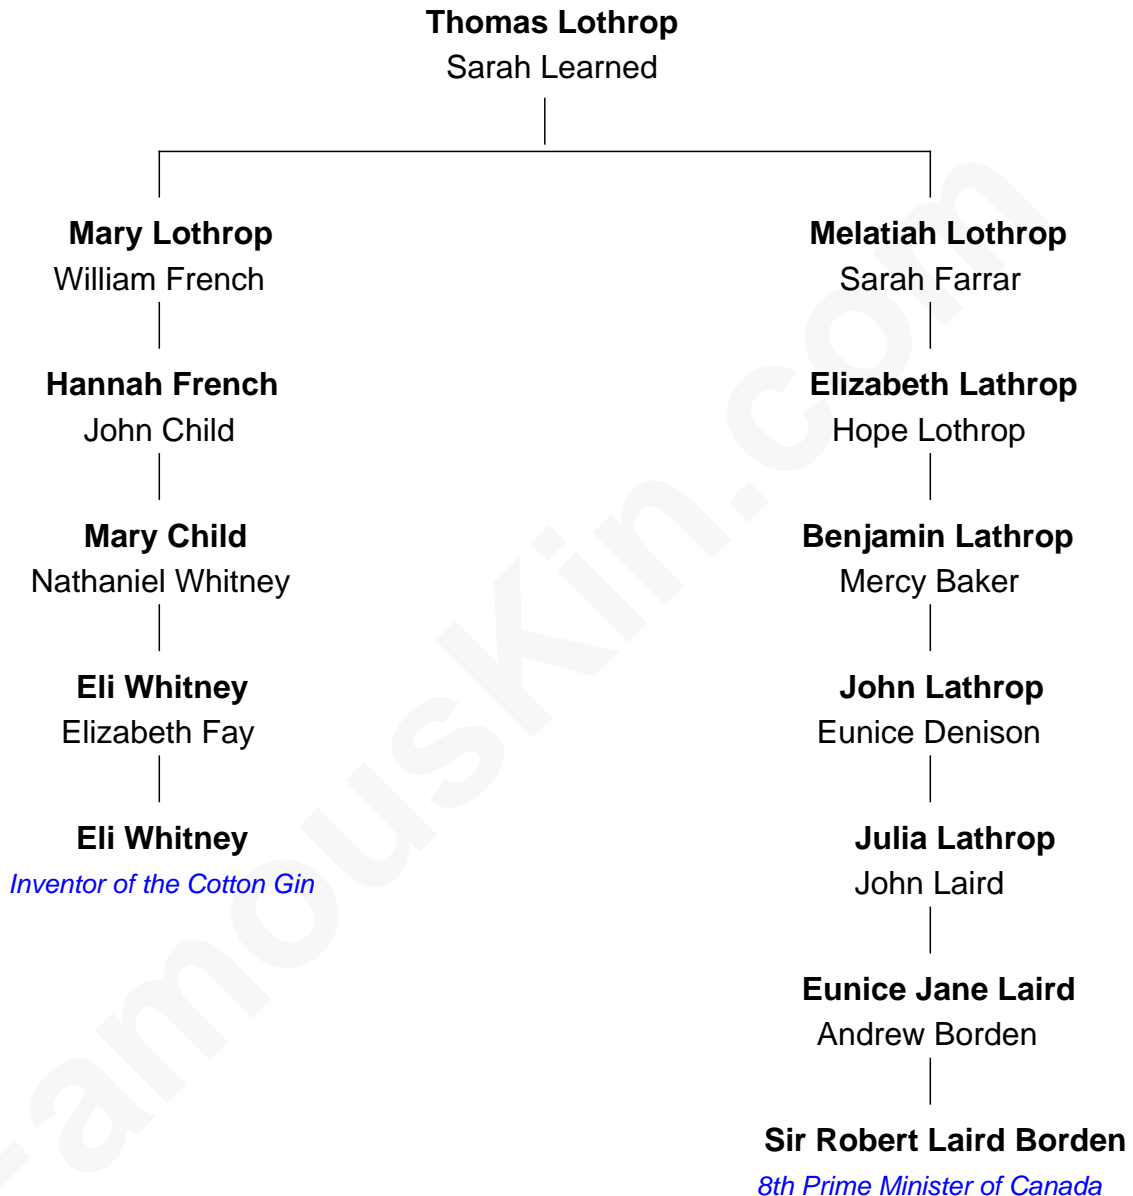 Thomas Lothrop
Sarah Learned
Mary Lothrop
William French
Hannah French
John Child
Mary Child
Nathaniel Whitney
Eli Whitney
Elizabeth Fay
Eli Whitney
Inventor of the Cotton Gin
Melatiah Lothrop
Sarah Farrar
Elizabeth Lathrop
Hope Lothrop
Benjamin Lathrop
Mercy Baker
John Lathrop
Eunice Denison
Julia Lathrop
John Laird
Eunice Jane Laird
Andrew Borden
Sir Robert Laird Borden
8th Prime Minister of Canada
FamousKin.com